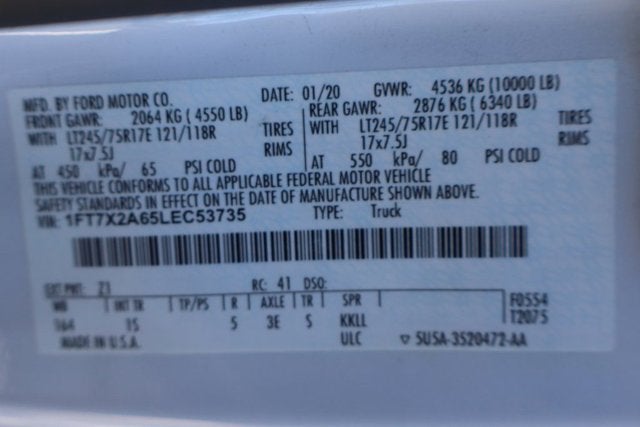 MFD. BY FORD MOTOR CO. DATE: 01/20 GVWR: 4536 KG (10000 LB)
FRONT GAWR: 2064 KG (4550 LB) REAR GAWR: 2876 KG (6340 LB)
WITH LT245/75R17E 121/118R TIRES WITH LT245/75R17E 121/118R TIRES
17x7.5J RIMS 17x7.5J RIMS
AT 450 kPa/ 65 PSI COLD AT 550 kPa/ 80 PSI COLD
THIS VEHICLE CONFORMS TO ALL APPLICABLE FEDERAL MOTOR VEHICLE
SAFETY STANDARDS IN EFFECT ON THE DATE OF MANUFACTURE SHOWN ABOVE.
VIN: 1FT7X2A65LEC53735 TYPE: Truck
EXT PNT: Z1 RC: 41 DSO: F0554
WB INT TR TP/PS R AXLE TR SPR T2075
164 15 5 3E S KKLL
MADE IN U.S.A. ULC ▽ 5USA-3520472-AA